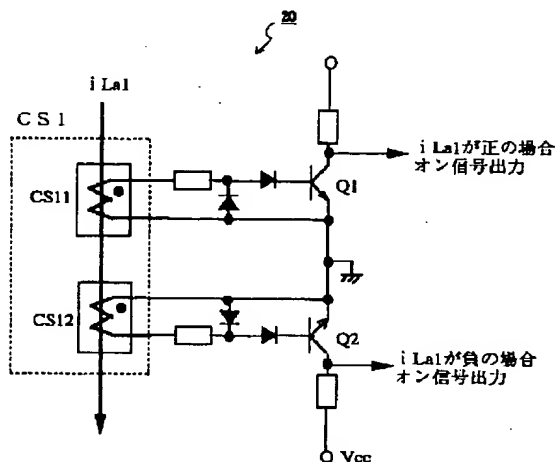 20
i La1
CS1
CS11
Q1
i La1が正の場合
オン信号出力
CS12
Q2
i La1が負の場合
オン信号出力
Vcc